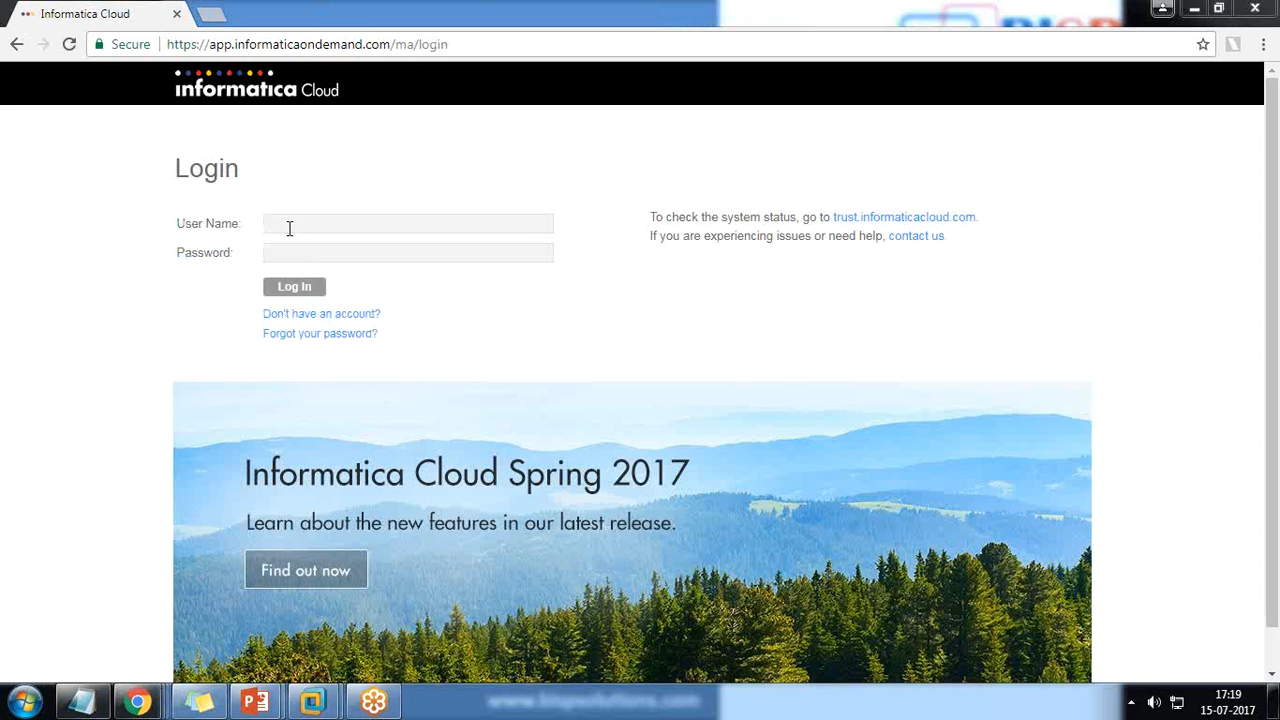 Informatica Cloud
Secure
https://app.informaticaondemand.com/ma/login
informatica Cloud
Login
User Name:
Password:
Log In
Don't have an account?
Forgot your password?
To check the system status, go to trust.informaticacloud.com.
If you are experiencing issues or need help, contact us.
Informatica Cloud Spring 2017
Learn about the new features in our latest release.
Find out now
www.bispsolutions.com
17:19
15-07-2017